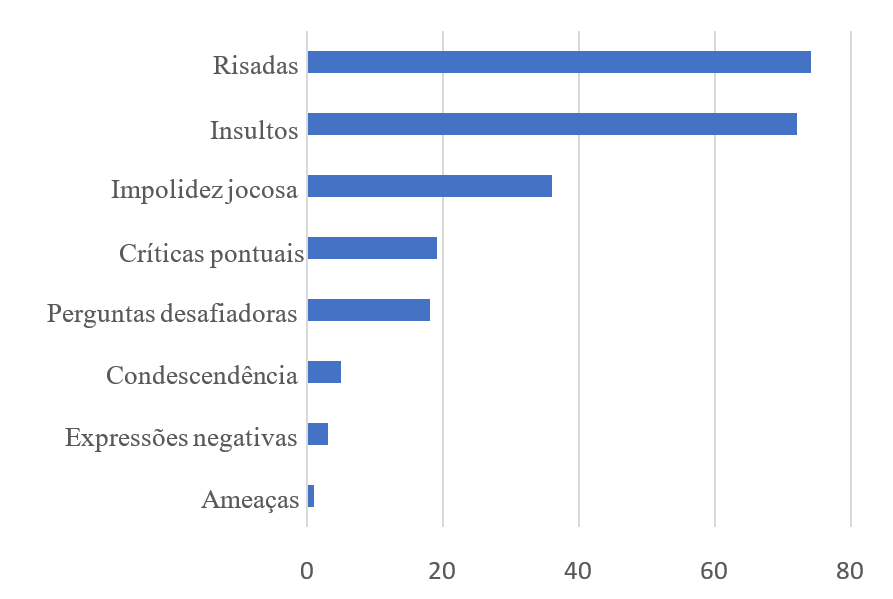 Risadas
Insultos
Impolidez jocosa
Críticas pontuais
Perguntas desafiadoras
Condescendência
Expressões negativas
Ameaças
0 20 40 60 80